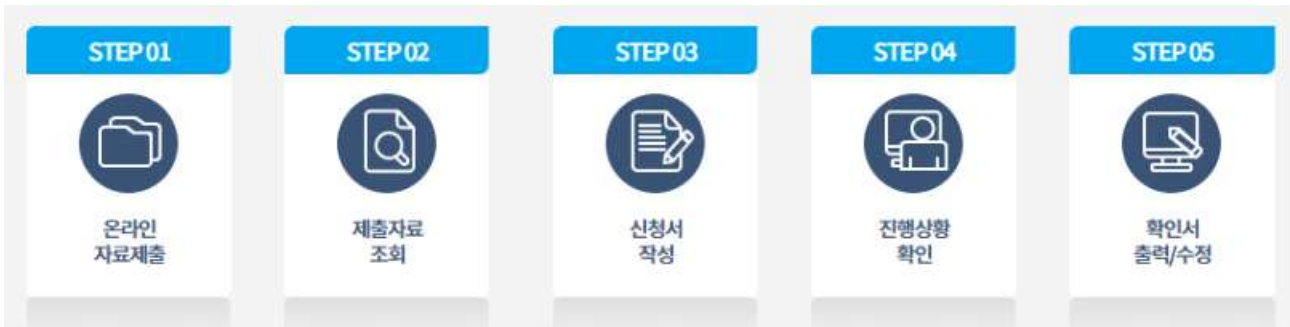 STEP 01
온라인
자료제출
STEP 02
제출자료
조회
STEP 03
신청서
작성
STEP 04
진행상황
확인
STEP 05
확인서
출력/수정